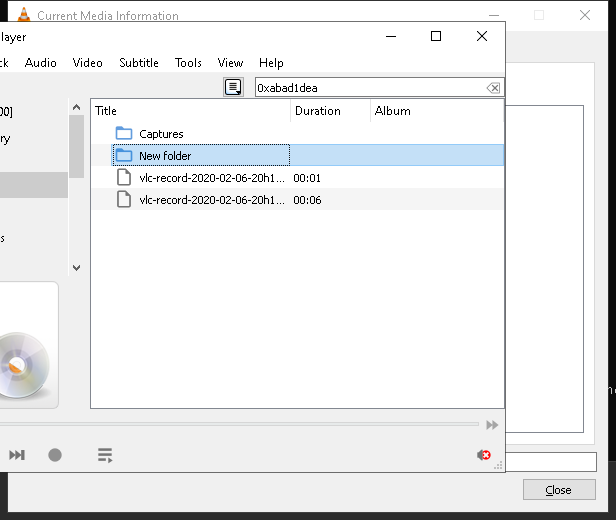 Current Media Information
layer
ck Audio Video Subtitle Tools View Help
0xabad1dea
00]
ry
s
Title Duration Album
Captures
New folder
vlc-record-2020-02-06-20h1... 00:01
vlc-record-2020-02-06-20h1... 00:06
Close